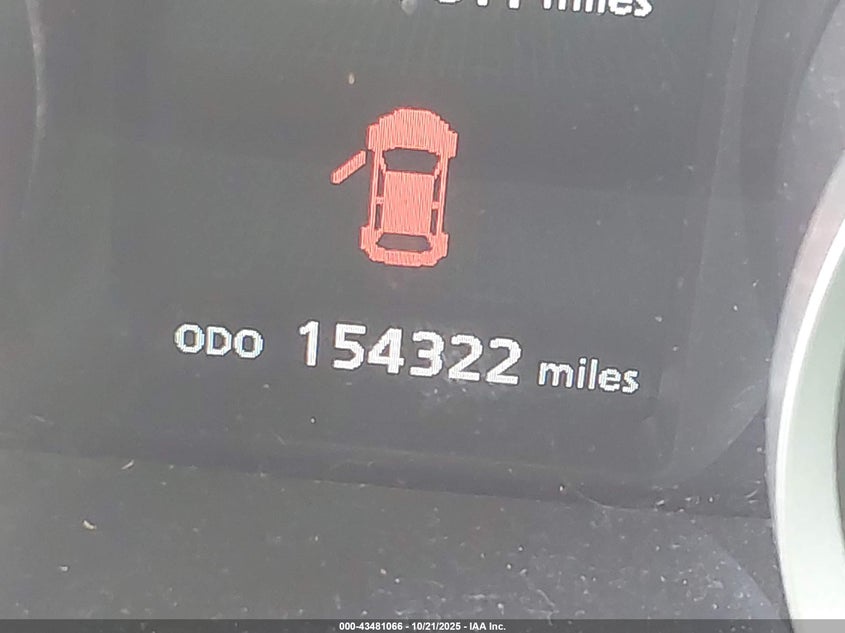 miles
ODO 154322 miles
000-43481066 - 10/21/2025 - IAA Inc.